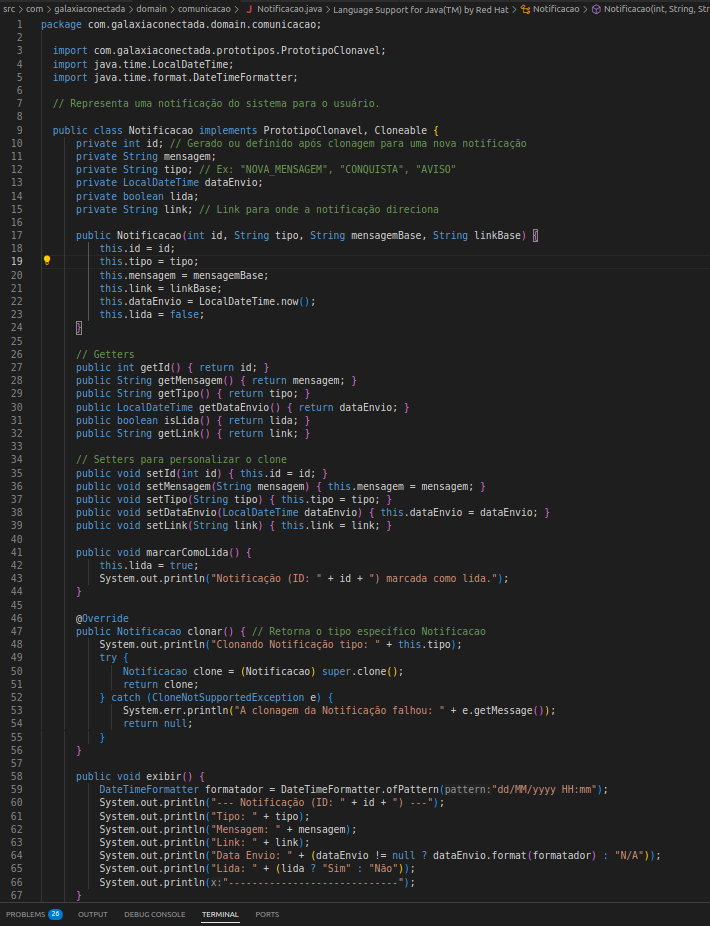 src > com > galaxiaconectada > domain > comunicacao > J Notificacao.java > Language Support for Java(TM) by Red Hat > Notificacao > Notificacao(int, String, Str
1 package com.galaxiaconectada.domain.comunicacao;
2
3 import com.galaxiaconectada.prototipos.PrototipoClonavel;
4 import java.time.LocalDateTime;
5 import java.time.format.DateTimeFormatter;
6
7 // Representa uma notificação do sistema para o usuário.
8
9 public class Notificacao implements PrototipoClonavel, Cloneable {
10 private int id; // Gerado ou definido após clonagem para uma nova notificação
11 private String mensagem;
12 private String tipo; // Ex: "NOVA_MENSAGEM", "CONQUISTA", "AVISO"
13 private LocalDateTime dataEnvio;
14 private boolean lida;
15 private String link; // Link para onde a notificação direciona
16
17 public Notificacao(int id, String tipo, String mensagemBase, String linkBase) {
18 this.id = id;
19 this.tipo = tipo;
20 this.mensagem = mensagemBase;
21 this.link = linkBase;
22 this.dataEnvio = LocalDateTime.now();
23 this.lida = false;
24 }
25
26 // Getters
27 public int getId() { return id; }
28 public String getMensagem() { return mensagem; }
29 public String getTipo() { return tipo; }
30 public LocalDateTime getDataEnvio() { return dataEnvio; }
31 public boolean isLida() { return lida; }
32 public String getLink() { return link; }
33
34 // Setters para personalizar o clone
35 public void setId(int id) { this.id = id; }
36 public void setMensagem(String mensagem) { this.mensagem = mensagem; }
37 public void setTipo(String tipo) { this.tipo = tipo; }
38 public void setDataEnvio(LocalDateTime dataEnvio) { this.dataEnvio = dataEnvio; }
39 public void setLink(String link) { this.link = link; }
40
41 public void marcarComoLida() {
42 this.lida = true;
43 System.out.println("Notificação (ID: " + id + ") marcada como lida.");
44 }
45
46 @Override
47 public Notificacao clonar() { // Retorna o tipo específico Notificacao
48 System.out.println("Clonando Notificação tipo: " + this.tipo);
49 try {
50 Notificacao clone = (Notificacao) super.clone();
51 return clone;
52 } catch (CloneNotSupportedException e) {
53 System.err.println("A clonagem da Notificação falhou: " + e.getMessage());
54 return null;
55 }
56 }
57
58 public void exibir() {
59 DateTimeFormatter formatador = DateTimeFormatter.ofPattern(pattern:"dd/MM/yyyy HH:mm");
60 System.out.println("--- Notificação (ID: " + id + ") ---");
61 System.out.println("Tipo: " + tipo);
62 System.out.println("Mensagem: " + mensagem);
63 System.out.println("Link: " + link);
64 System.out.println("Data Envio: " + (dataEnvio != null ? dataEnvio.format(formatador) : "N/A"));
65 System.out.println("Lida: " + (lida ? "Sim" : "Não"));
66 System.out.println(x:"-----------------------------");
67 }
PROBLEMS 26 OUTPUT DEBUG CONSOLE TERMINAL PORTS